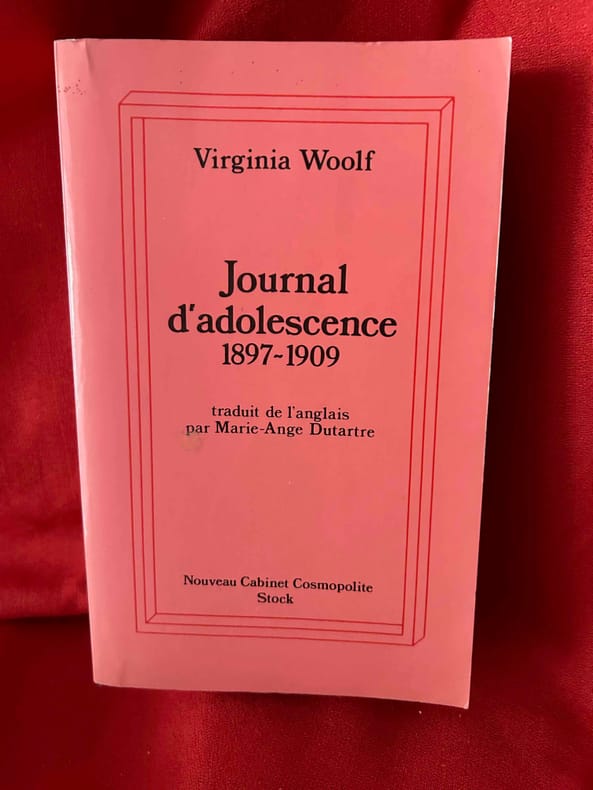 Virginia Woolf
Journal
d'adolescence
1897-1909
traduit de l'anglais
par Marie-Ange Dutartre
Nouveau Cabinet Cosmopolite
Stock